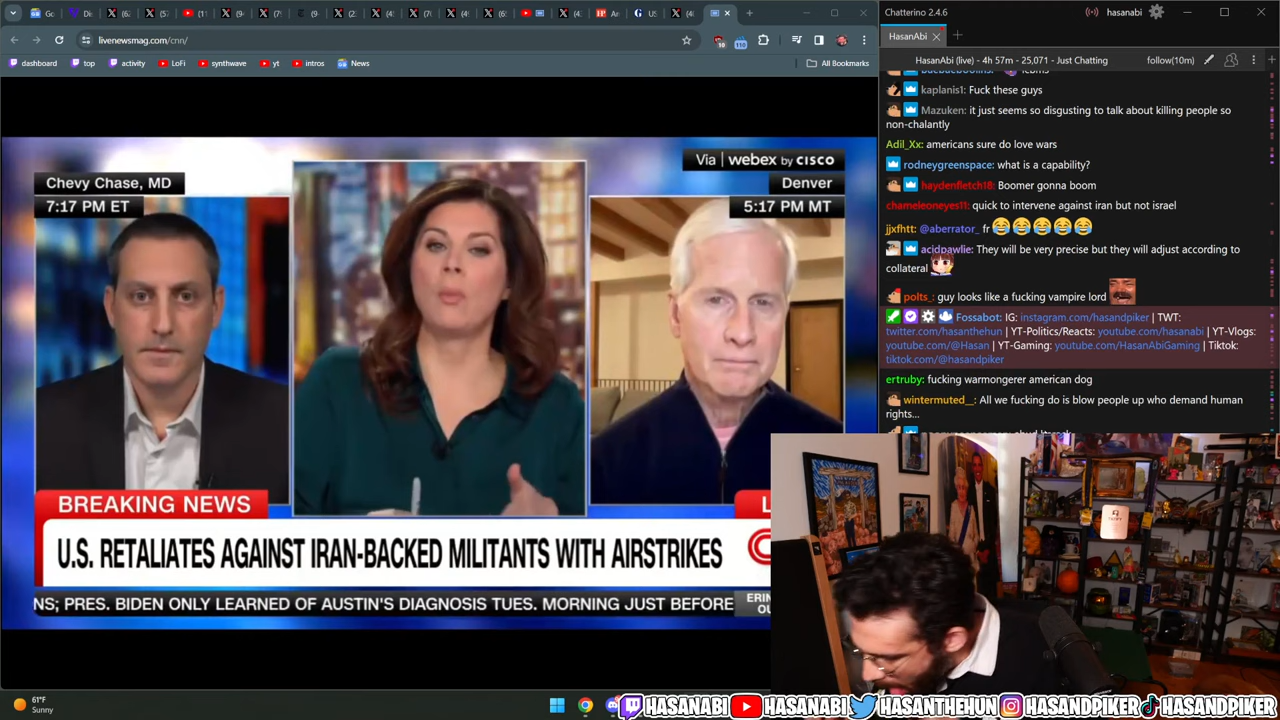 Chatterino 2.4.6
hasanabi
livenewsmag.com/cnn/
HasanAbi
dashboard
top
activity
LoFi
synthwave
yt
intros
News
All Bookmarks
HasanAbi (live) - 4h 57m - 25,071 - Just Chatting
follow(10m)
kaplanis1: Fuck these guys
Mazuken: it just seems so disgusting to talk about killing people so
non-chalantly
Adil_Xx: americans sure do love wars
rodneygreenspace: what is a capability?
haydenfletch18: Boomer gonna boom
chameleoneyes11: quick to intervene against iran but not israel
jjxfhtt: @aberrator_ fr
acidpawlie: They will be very precise but they will adjust according to
collateral
polts_: guy looks like a fucking vampire lord
Fossabot: IG: instagram.com/hasandpiker | TWT:
twitter.com/hasanthehun | YT-Politics/Reacts: youtube.com/hasanabi | YT-Vlogs:
youtube.com/@Hasan | YT-Gaming: youtube.com/HasanAbiGaming | Tiktok:
tiktok.com/@hasandpiker
ertruby: fucking warmongerer american dog
wintermuted__: All we fucking do is blow people up who demand human
rights...
Via | webex by CISCO
Chevy Chase, MD
Denver
7:17 PM ET
5:17 PM MT
BREAKING NEWS
U.S. RETALIATES AGAINST IRAN-BACKED MILITANTS WITH AIRSTRIKES
NS; PRES. BIDEN ONLY LEARNED OF AUSTIN'S DIAGNOSIS TUES. MORNING JUST BEFORE
ERIN
OU
61°F
Sunny
HASANABI
HASANABI
HASANTHEHUN
HASANDPIKER
HASANDPIKER